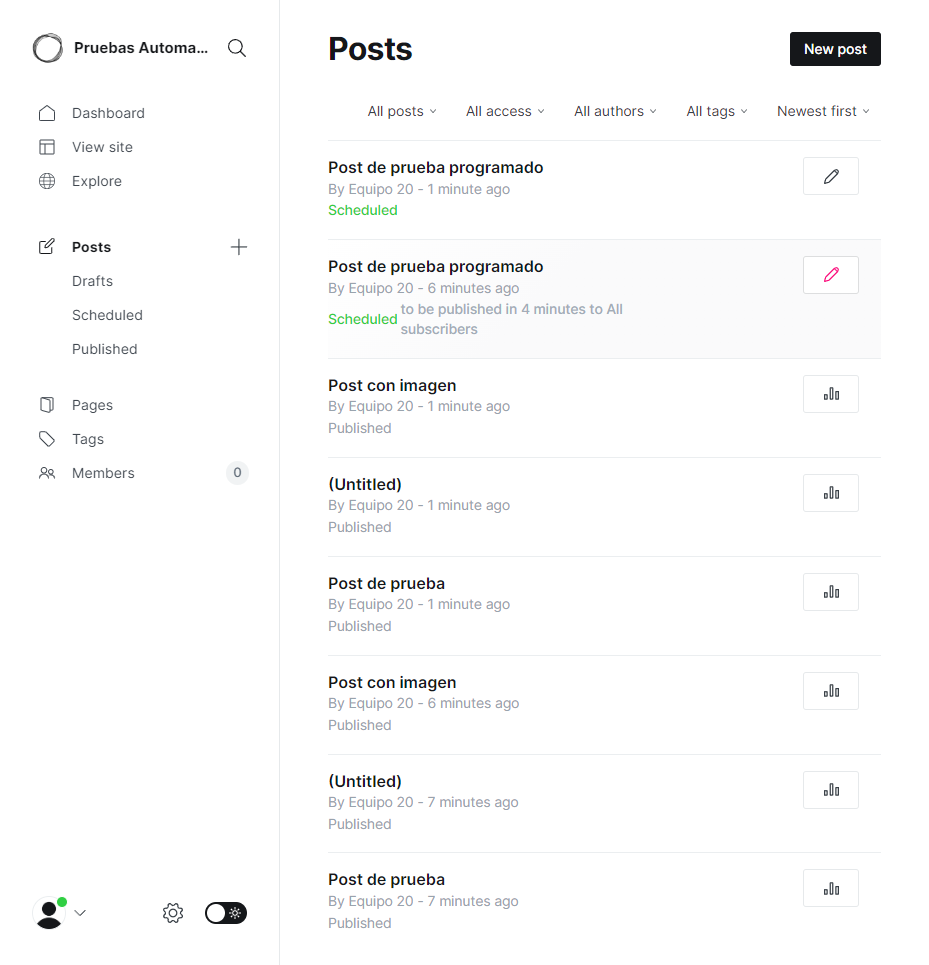 Pruebas Automa...
Dashboard
View site
Explore
Posts
Drafts
Scheduled
Published
Pages
Tags
Members 0
Posts
New post
All posts All access All authors All tags Newest first
Post de prueba programado
By Equipo 20 - 1 minute ago
Scheduled
Post de prueba programado
By Equipo 20 - 6 minutes ago
Scheduled to be published in 4 minutes to All
subscribers
Post con imagen
By Equipo 20 - 1 minute ago
Published
(Untitled)
By Equipo 20 - 1 minute ago
Published
Post de prueba
By Equipo 20 - 1 minute ago
Published
Post con imagen
By Equipo 20 - 6 minutes ago
Published
(Untitled)
By Equipo 20 - 7 minutes ago
Published
Post de prueba
By Equipo 20 - 7 minutes ago
Published